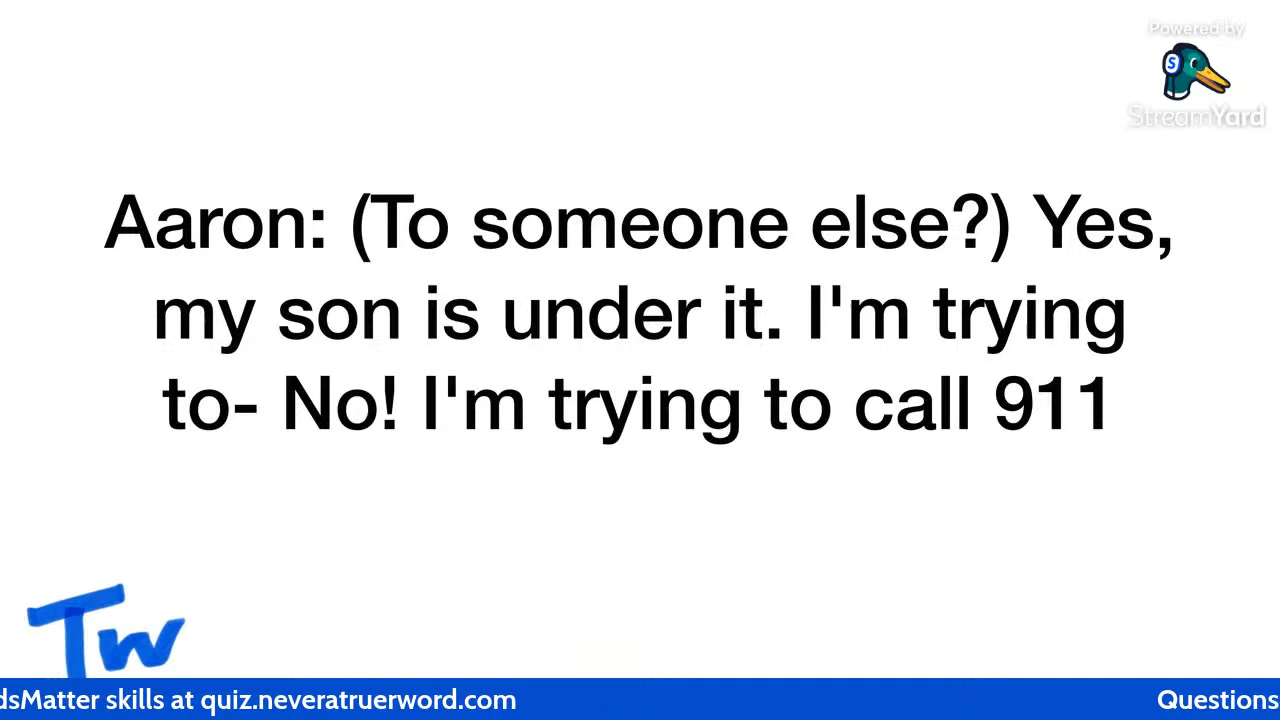 Powered by
S
StreamYard
Aaron: (To someone else?) Yes,
my son is under it. I'm trying
to- No! I'm trying to call 911
Tw
dsMatter skills at quiz.neveratruerword.com
Questions